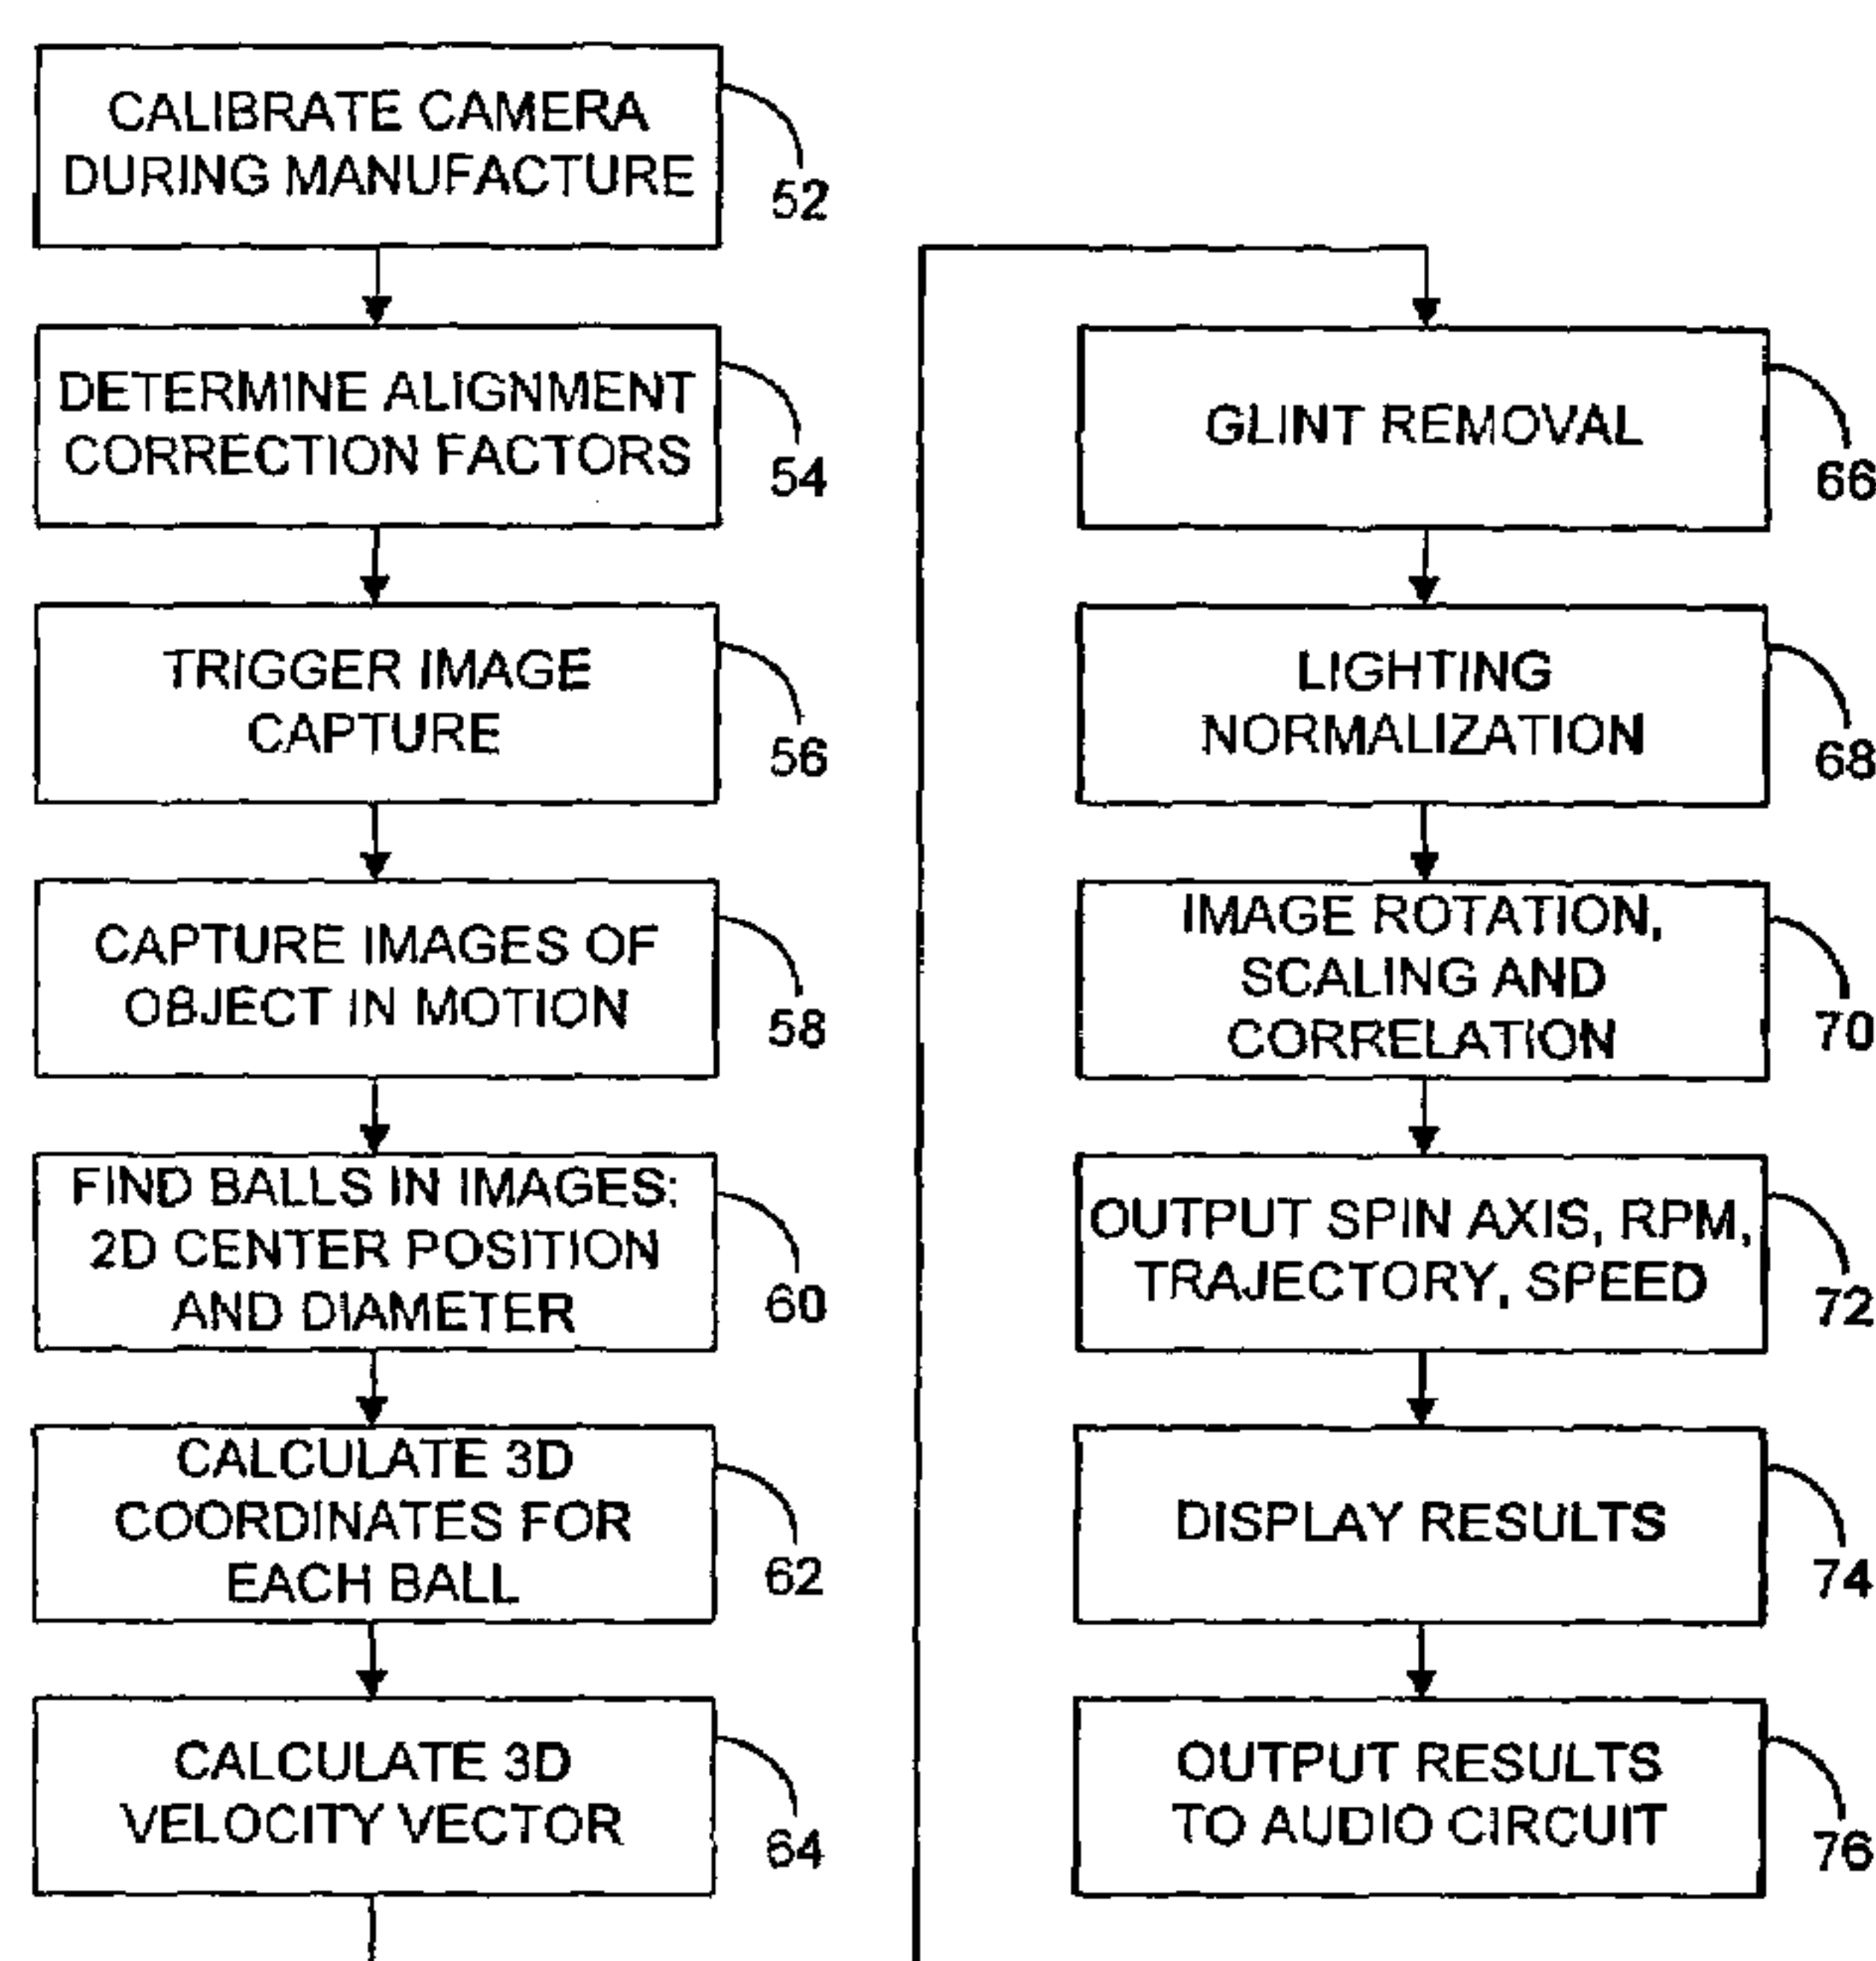 CALIBRATE CAMERA
DURING MANUFACTURE
52
DETERMINE ALIGNMENT
CORRECTION FACTORS
54
TRIGGER IMAGE
CAPTURE
56
CAPTURE IMAGES OF
OBJECT IN MOTION
58
FIND BALLS IN IMAGES:
2D CENTER POSITION
AND DIAMETER
60
CALCULATE 3D
COORDINATES FOR
EACH BALL
62
CALCULATE 3D
VELOCITY VECTOR
64
GLINT REMOVAL
66
LIGHTING
NORMALIZATION
68
IMAGE ROTATION,
SCALING AND
CORRELATION
70
OUTPUT SPIN AXIS, RPM,
TRAJECTORY, SPEED
72
DISPLAY RESULTS
74
OUTPUT RESULTS
TO AUDIO CIRCUIT
76